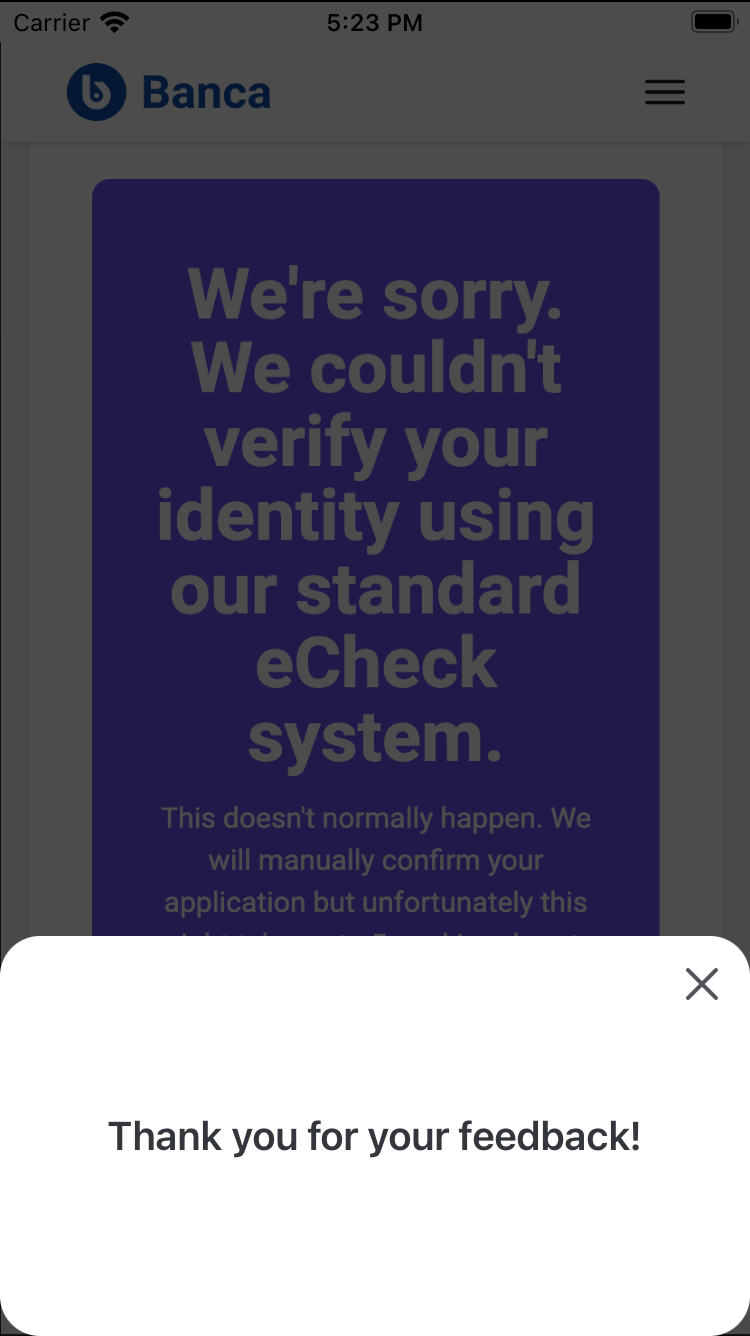 Carrier 5:23 PM
Banca
We're sorry.
We couldn't
verify your
identity using
our standard
eCheck
system.
This doesn't normally happen. We
will manually confirm your
application but unfortunately this
Thank you for your feedback!